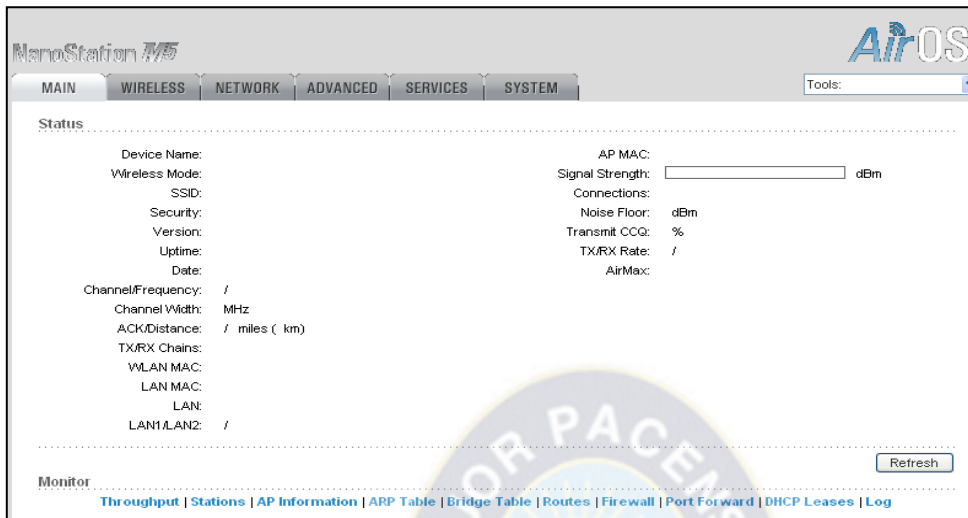 NanoStation M5
AirOS
MAIN WIRELESS NETWORK ADVANCED SERVICES SYSTEM
Tools:
Status
Device Name:
Wireless Mode:
SSID:
Security:
Version:
Uptime:
Date:
Channel/Frequency: /
Channel Width: MHz
ACK/Distance: / miles ( km)
TX/RX Chains:
WLAN MAC:
LAN MAC:
LAN:
LAN1/LAN2: /
AP MAC:
Signal Strength: dBm
Connections:
Noise Floor: dBm
Transmit CCQ: %
TX/RX Rate: /
AirMax:
Refresh
Monitor
Throughput | Stations | AP Information | ARP Table | Bridge Table | Routes | Firewall | Port Forward | DHCP Leases | Log
OR PACENS